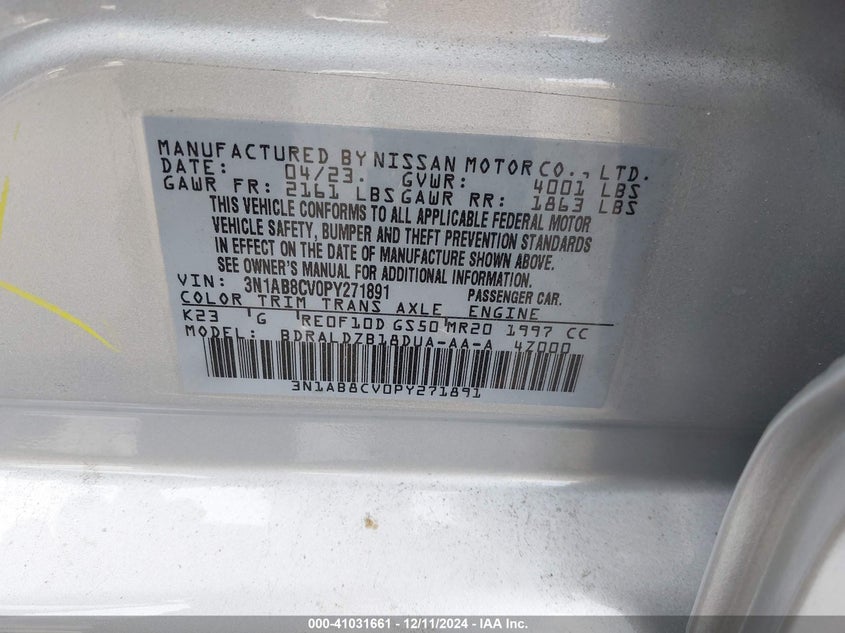 MANUFACTURED BY NISSAN MOTOR CO., LTD.
DATE: 04/23. GVWR: 4001 LBS
GAWR FR: 2161 LBS GAWR RR: 1863 LBS
THIS VEHICLE CONFORMS TO ALL APPLICABLE FEDERAL MOTOR
VEHICLE SAFETY, BUMPER AND THEFT PREVENTION STANDARDS
IN EFFECT ON THE DATE OF MANUFACTURE SHOWN ABOVE.
SEE OWNER'S MANUAL FOR ADDITIONAL INFORMATION.
VIN: 3N1AB8CV0PY271891 PASSENGER CAR.
COLOR TRIM TRANS AXLE ENGINE
K23 G RE0F10D GS50 MR20 1997 CC
MODEL: BDRALDZB18DUA-AA-A 4Z000
3N1AB8CV0PY271891
000-41031661 - 12/11/2024 - IAA Inc.